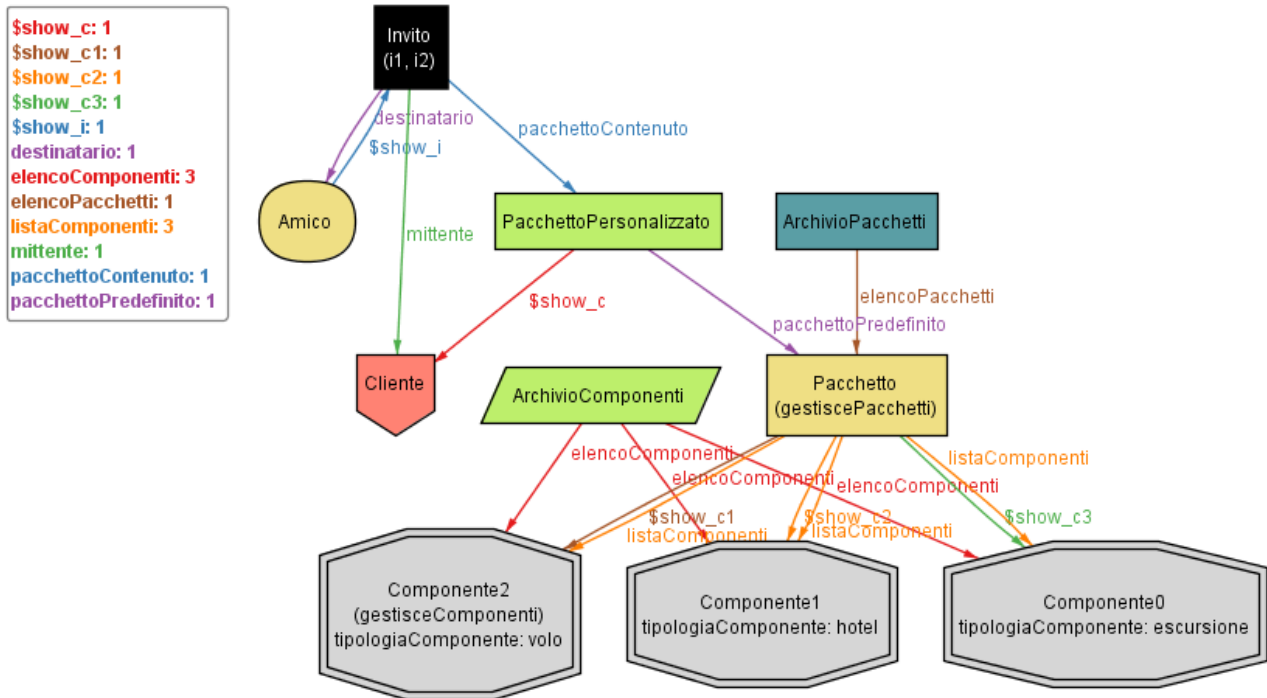 $show_c: 1
$show_c1: 1
$show_c2: 1
$show_c3: 1
$show_i: 1
destinatario: 1
elencoComponenti: 3
elencoPacchetti: 1
listaComponenti: 3
mittente: 1
pacchettoContenuto: 1
pacchettoPredefinito: 1
Invito
(i1, i2)
destinatario
pacchettoContenuto
$show_i
Amico
PacchettoPersonalizzato
ArchivioPacchetti
mittente
$show_c
elencoPacchetti
pacchettoPredefinito
Cliente
ArchivioComponenti
Pacchetto
(gestiscePacchetti)
elencoComponenti
elencoComponenti
elencoComponenti
listaComponenti
$show_c1
$show_c2
$show_c3
listaComponenti
listaComponenti
Componente2
(gestisceComponenti)
tipologiaComponente: volo
Componente1
tipologiaComponente: hotel
Componente0
tipologiaComponente: escursione